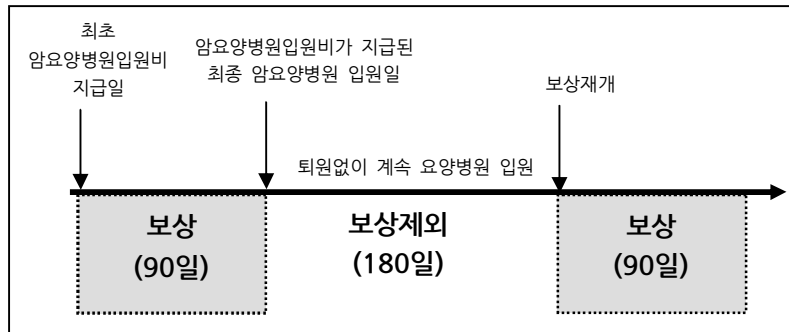 최초
암요양병원입원비
지급일
암요양병원입원비가 지급된
최종 암요양병원 입원일
보상재개
퇴원없이 계속 요양병원 입원
보상
(90일)
보상제외
(180일)
보상
(90일)